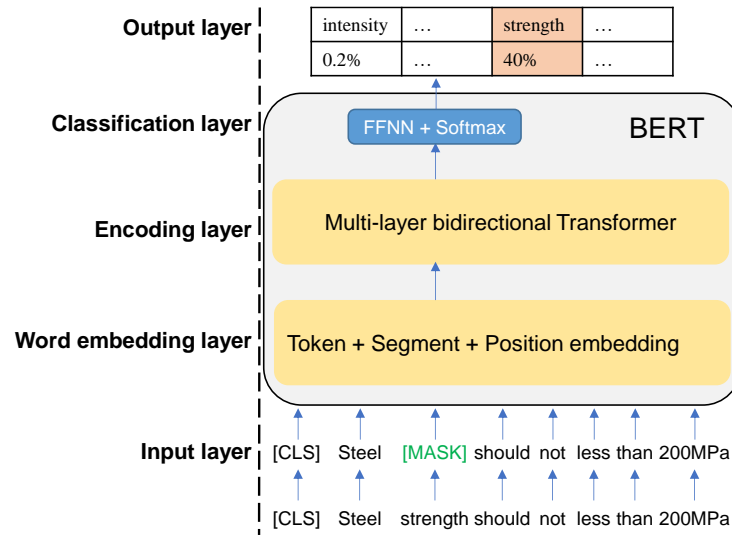 Output layer
intensity … strength …
0.2% … 40% …
Classification layer
FFNN + Softmax
BERT
Encoding layer
Multi-layer bidirectional Transformer
Word embedding layer
Token + Segment + Position embedding
Input layer
[CLS] Steel [MASK] should not less than 200MPa
[CLS] Steel strength should not less than 200MPa